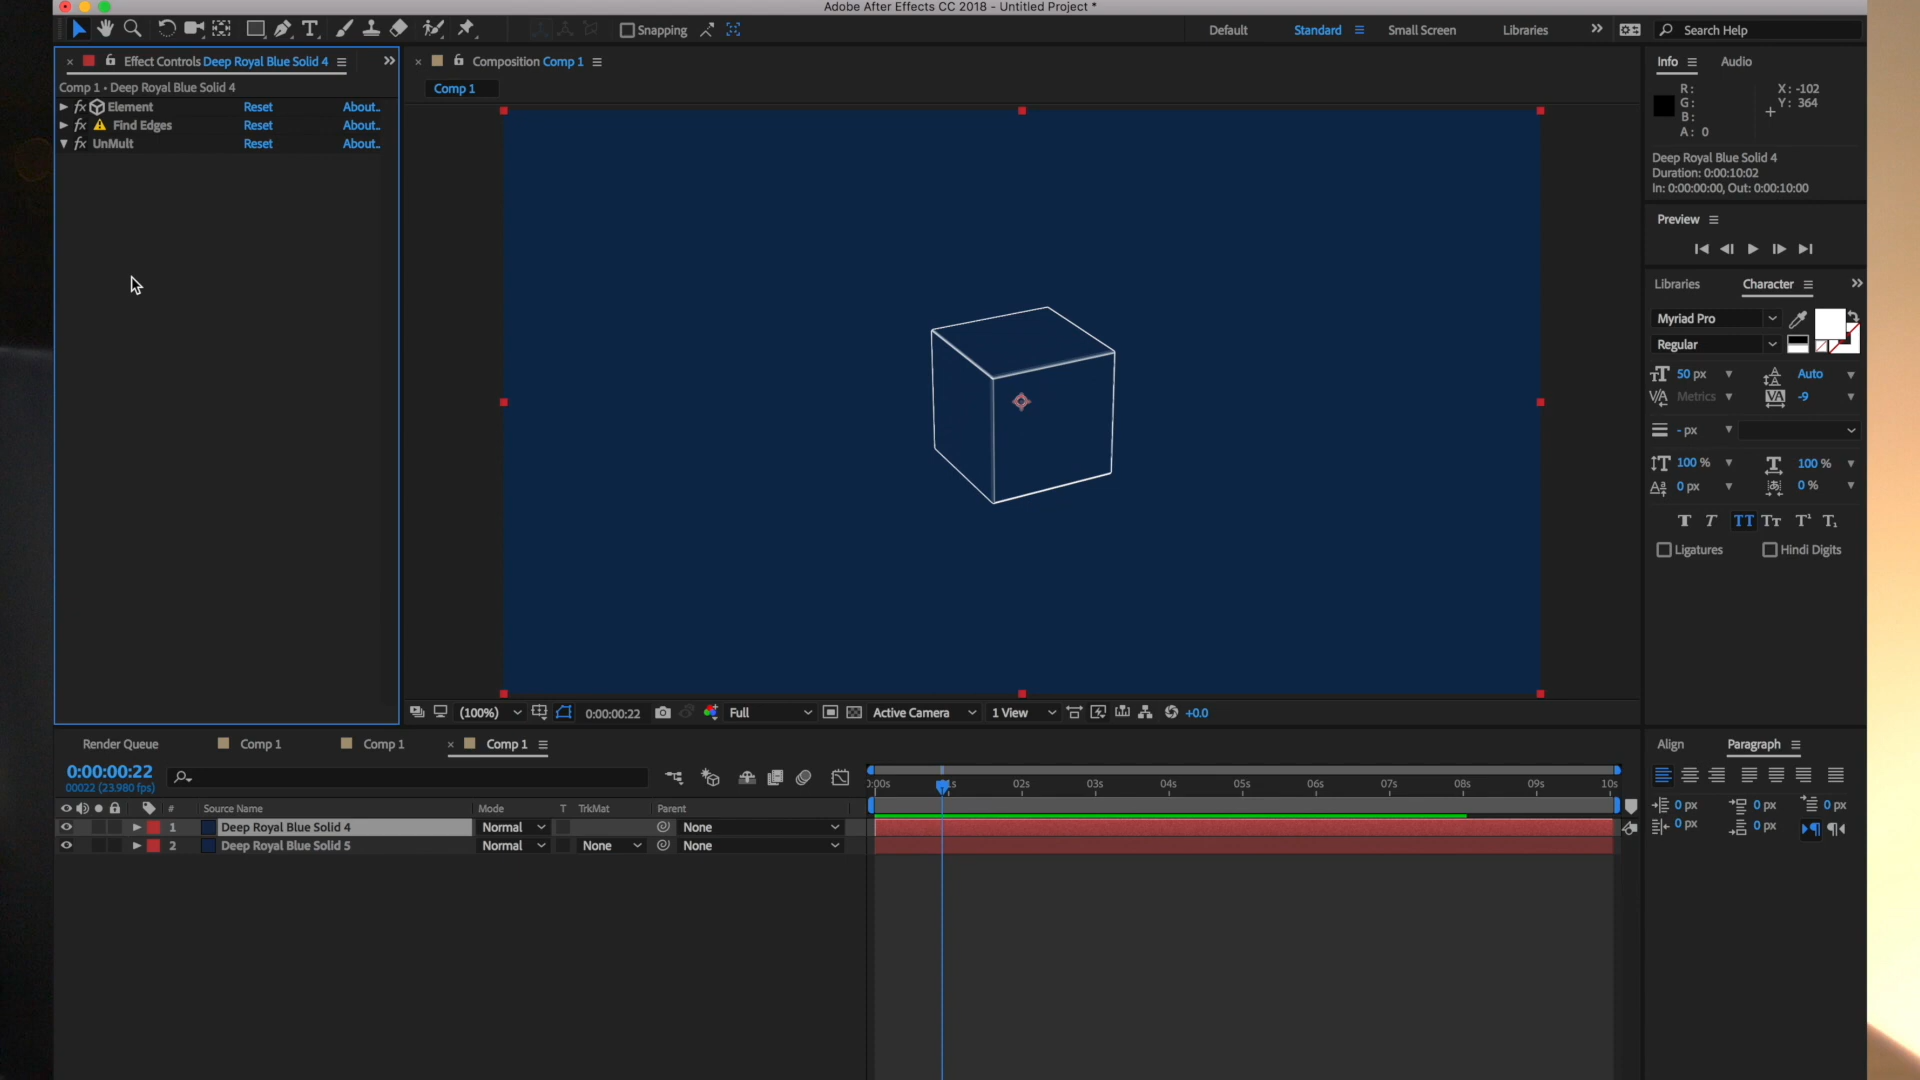 Adobe After Effects CC 2018 - Untitled Project *
Snapping
Default
Standard
Small Screen
Libraries
Search Help
Effect Controls Deep Royal Blue Solid 4
Comp 1 • Deep Royal Blue Solid 4
fx Element Reset About..
fx Find Edges Reset About..
fx UnMult Reset About..
Composition Comp 1
Comp 1
Info
Audio
R:
G:
B:
A: 0
X: -102
Y: 364
Deep Royal Blue Solid 4
Duration: 0:00:10:02
In: 0:00:00:00, Out: 0:00:10:00
Preview
Libraries
Character
Myriad Pro
Regular
50 px
Auto
Metrics
-9
- px
100 %
100 %
0 px
0 %
Ligatures
Hindi Digits
(100%)
0:00:00:22
Full
Active Camera
1 View
+0.0
Render Queue
Comp 1
Comp 1
Comp 1
0:00:00:22
00022 (23.980 fps)
# Source Name Mode T TrkMat Parent
1 Deep Royal Blue Solid 4 Normal None
2 Deep Royal Blue Solid 5 Normal None None
02s 03s 04s 05s 06s 07s 08s 09s 10s
Align
Paragraph
0 px 0 px 0 px
0 px 0 px